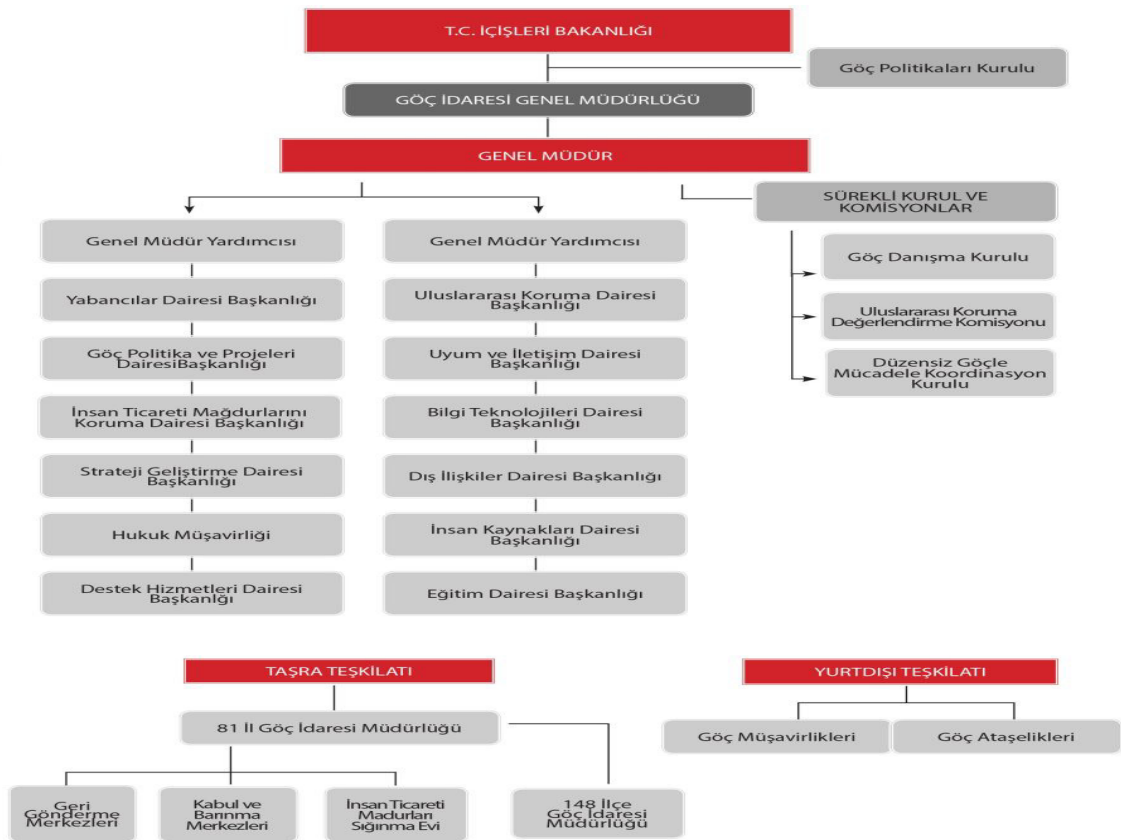 T.C. İÇİŞLERİ BAKANLIĞI
Göç Politikaları Kurulu
GÖÇ İDARESİ GENEL MÜDÜRLÜĞÜ
GENEL MÜDÜR
SÜREKLİ KURUL VE
KOMİSYONLAR
Göç Danışma Kurulu
Uluslararası Koruma
Değerlendirme Komisyonu
Düzensiz Göçle
Mücadele Koordinasyon
Kurulu
Genel Müdür Yardımcısı
Yabancılar Dairesi Başkanlığı
Göç Politika ve Projeleri
DairesiBaşkanlığı
İnsan Ticareti Mağdurlarını
Koruma Dairesi Başkanlığı
Strateji Geliştirme Dairesi
Başkanlığı
Hukuk Müşavirliği
Destek Hizmetleri Dairesi
Başkanlğı
Genel Müdür Yardımcısı
Uluslararası Koruma Dairesi
Başkanlığı
Uyum ve İletişim Dairesi
Başkanlığı
Bilgi Teknolojileri Dairesi
Başkanlığı
Dış İlişkiler Dairesi Başkanlığı
İnsan Kaynakları Dairesi
Başkanlığı
Eğitim Dairesi Başkanlığı
TAŞRA TEŞKİLATI
81 İl Göç İdaresi Müdürlüğü
Geri
Gönderme
Merkezleri
Kabul ve
Barınma
Merkezleri
İnsan Ticareti
Madurları
Sığınma Evi
148 İlçe
Göç İdaresi
Müdürlüğü
YURTDIŞI TEŞKİLATI
Göç Müşavirlikleri
Göç Ataşelikleri